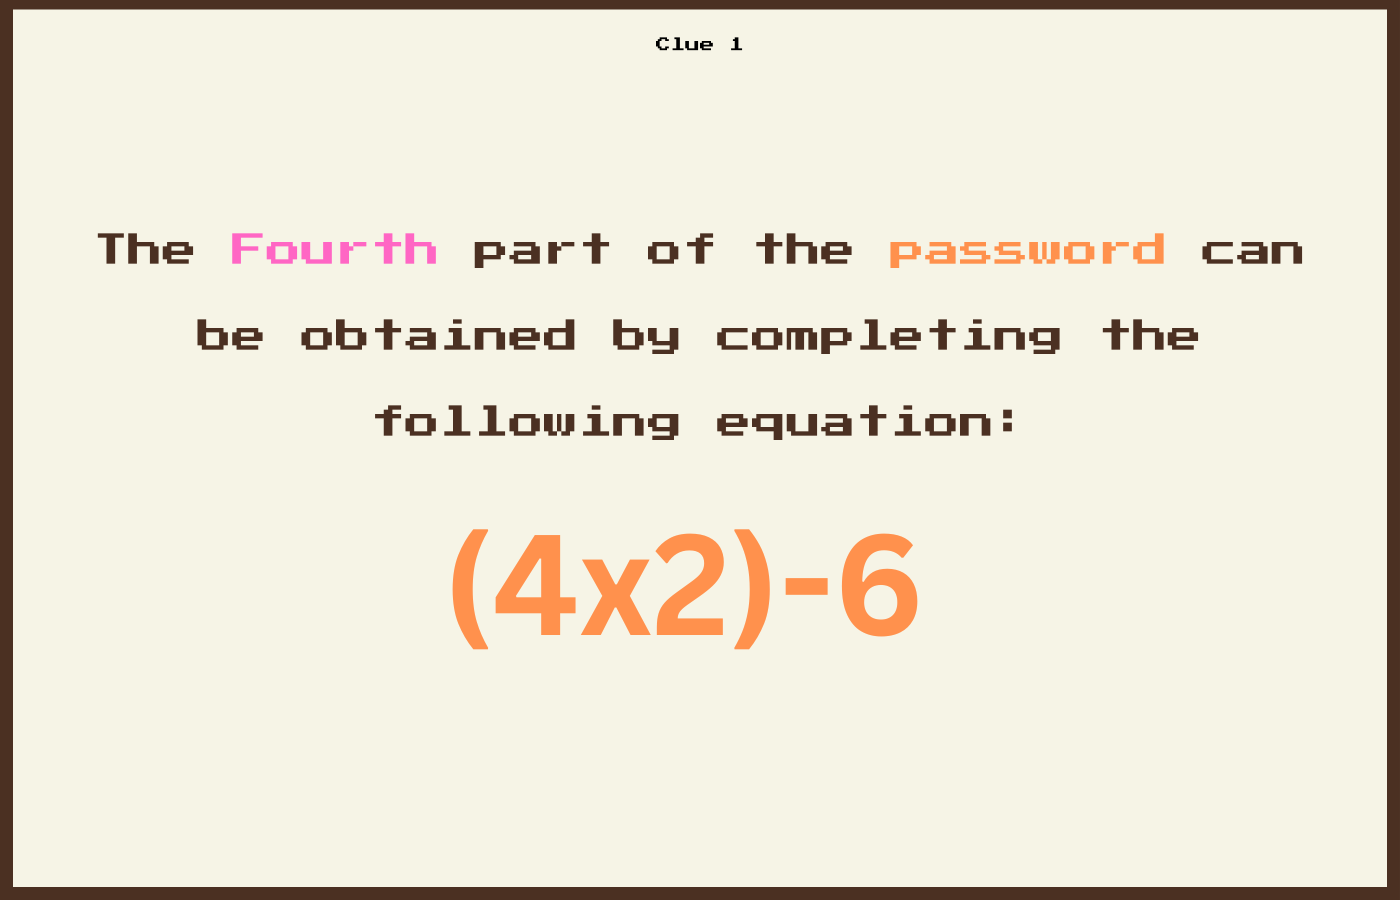 Clue 1
The Fourth part of the password can
be obtained by completing the
following equation:
(4x2)-6